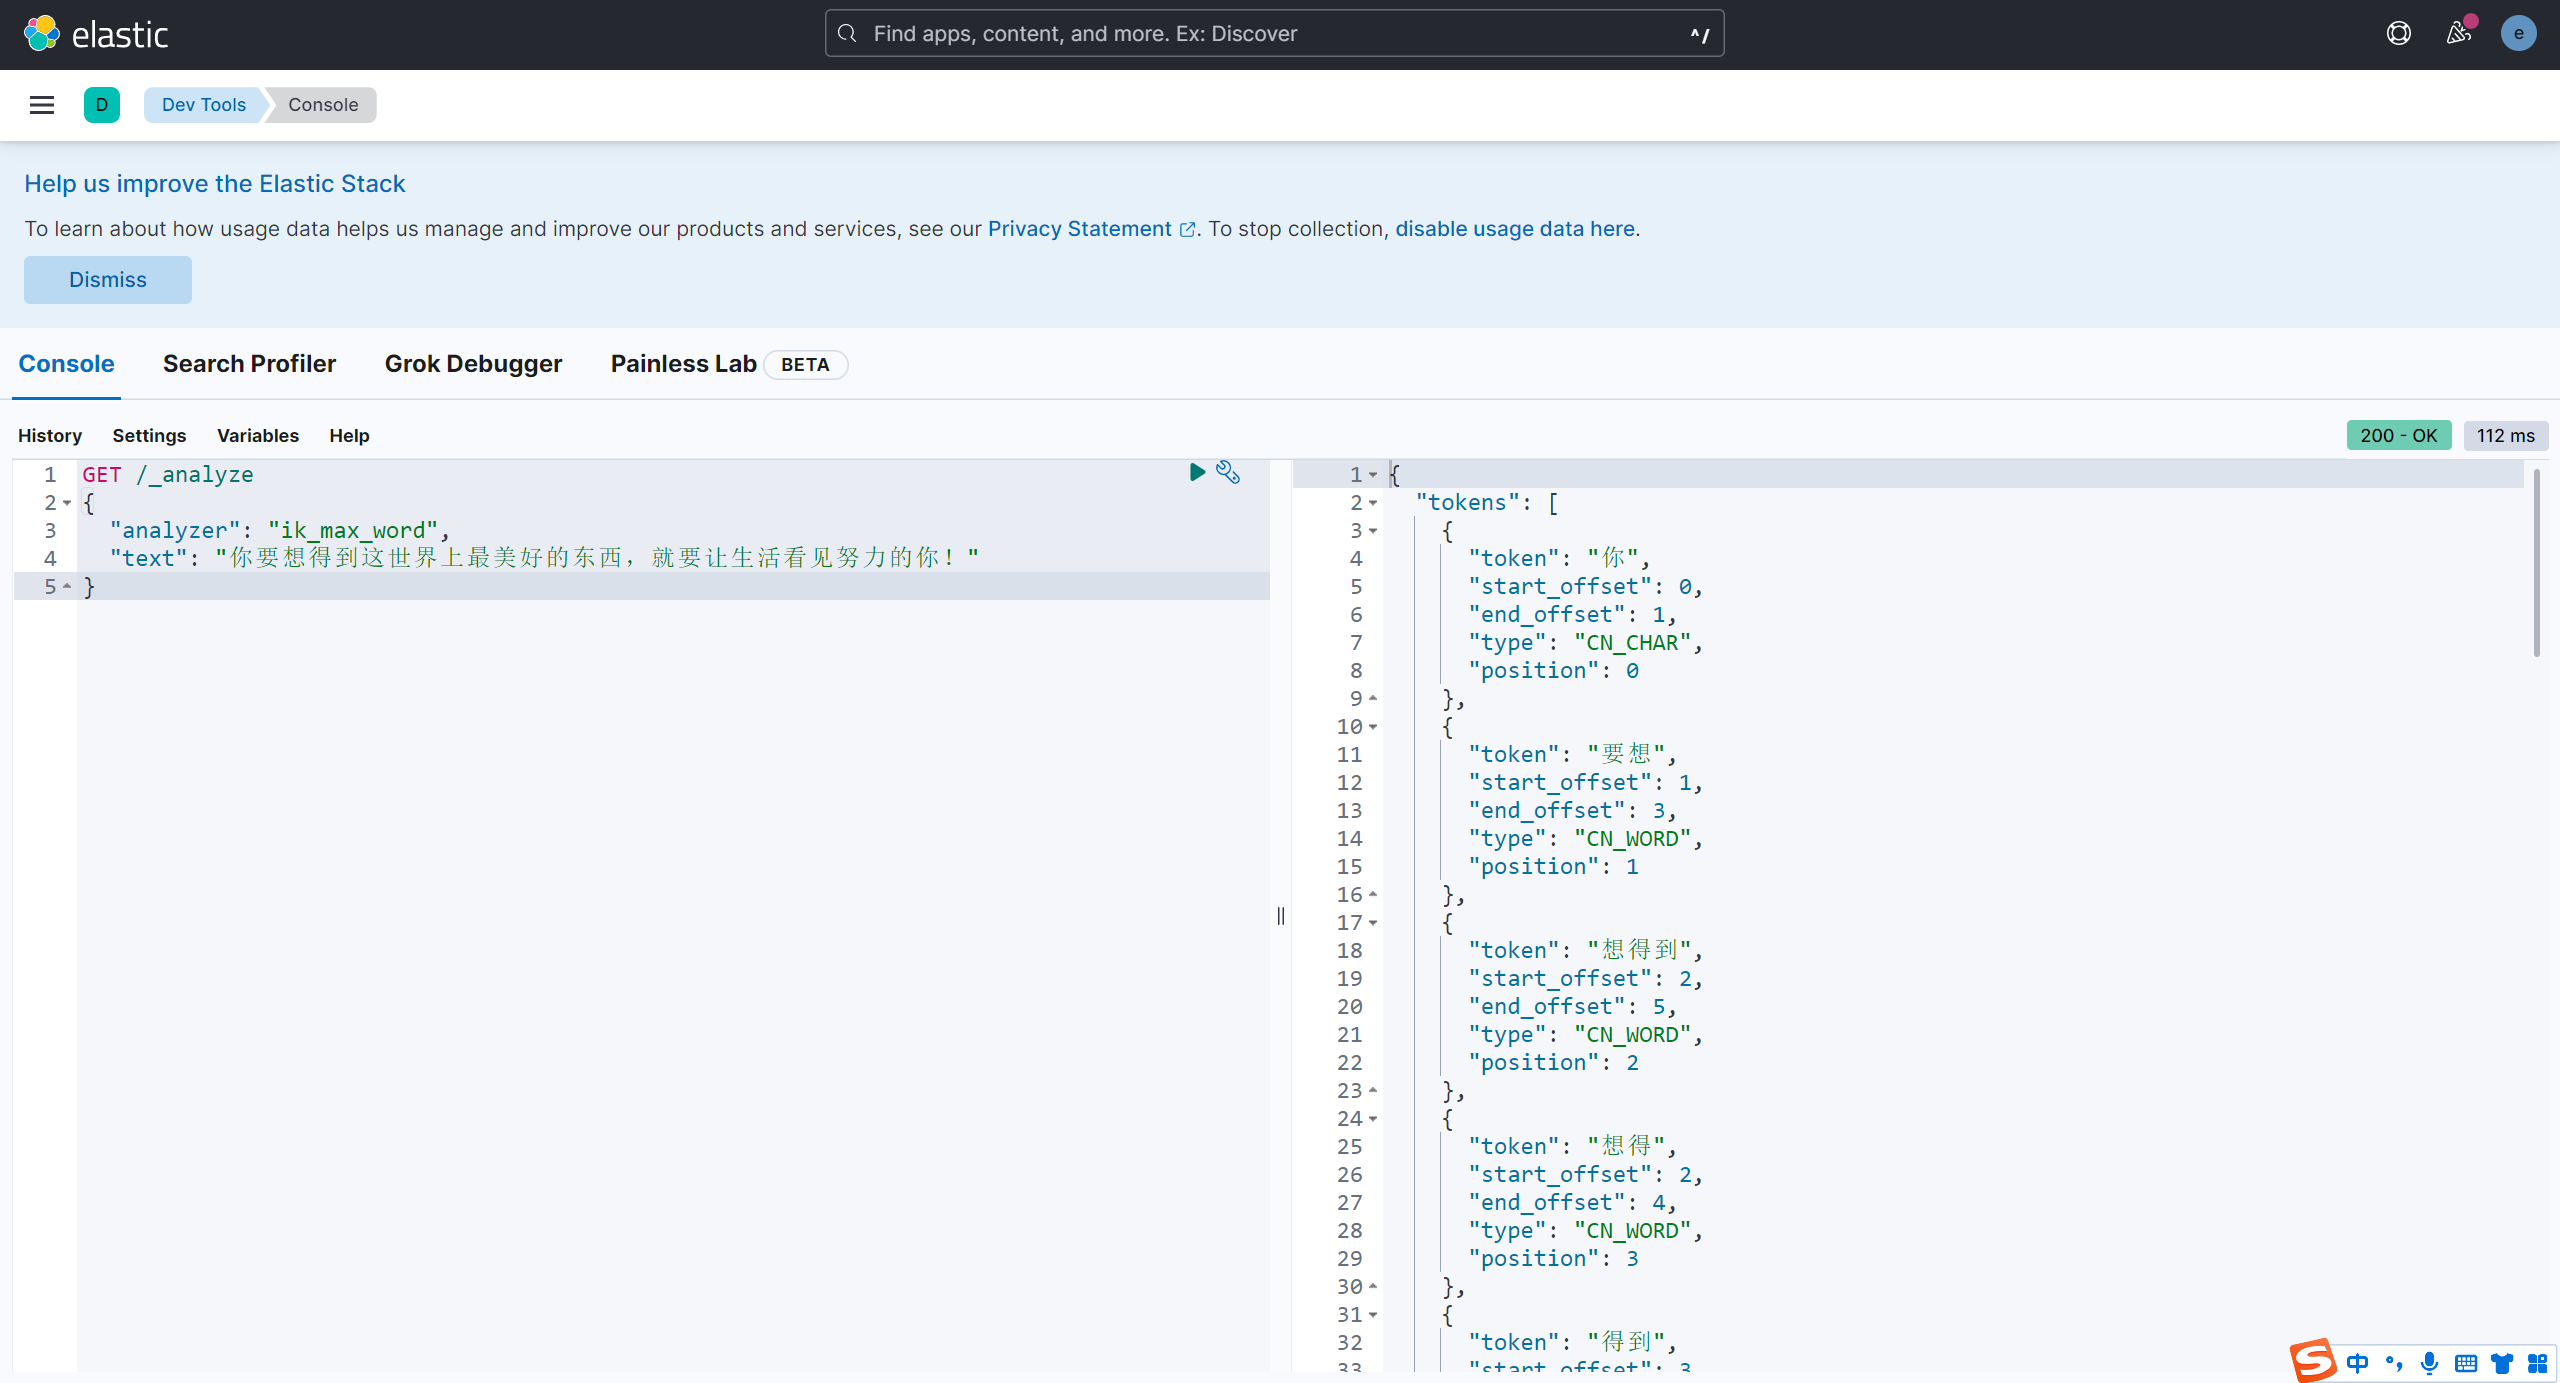 elastic
Find apps, content, and more. Ex: Discover
^/
e
D
Dev Tools
Console
Help us improve the Elastic Stack
To learn about how usage data helps us manage and improve our products and services, see our Privacy Statement. To stop collection, disable usage data here.
Dismiss
Console Search Profiler Grok Debugger Painless Lab BETA
History Settings Variables Help
200 - OK 112 ms
1 GET /_analyze
2 {
3 "analyzer": "ik_max_word",
4 "text": "你要想得到这世界上最美好的东西，就要让生活看见努力的你！"
5 }
1 {
2 "tokens": [
3 {
4 "token": "你",
5 "start_offset": 0,
6 "end_offset": 1,
7 "type": "CN_CHAR",
8 "position": 0
9 },
10 {
11 "token": "要想",
12 "start_offset": 1,
13 "end_offset": 3,
14 "type": "CN_WORD",
15 "position": 1
16 },
17 {
18 "token": "想得到",
19 "start_offset": 2,
20 "end_offset": 5,
21 "type": "CN_WORD",
22 "position": 2
23 },
24 {
25 "token": "想得",
26 "start_offset": 2,
27 "end_offset": 4,
28 "type": "CN_WORD",
29 "position": 3
30 },
31 {
32 "token": "得到",
33 "start_offset": 3
S 中